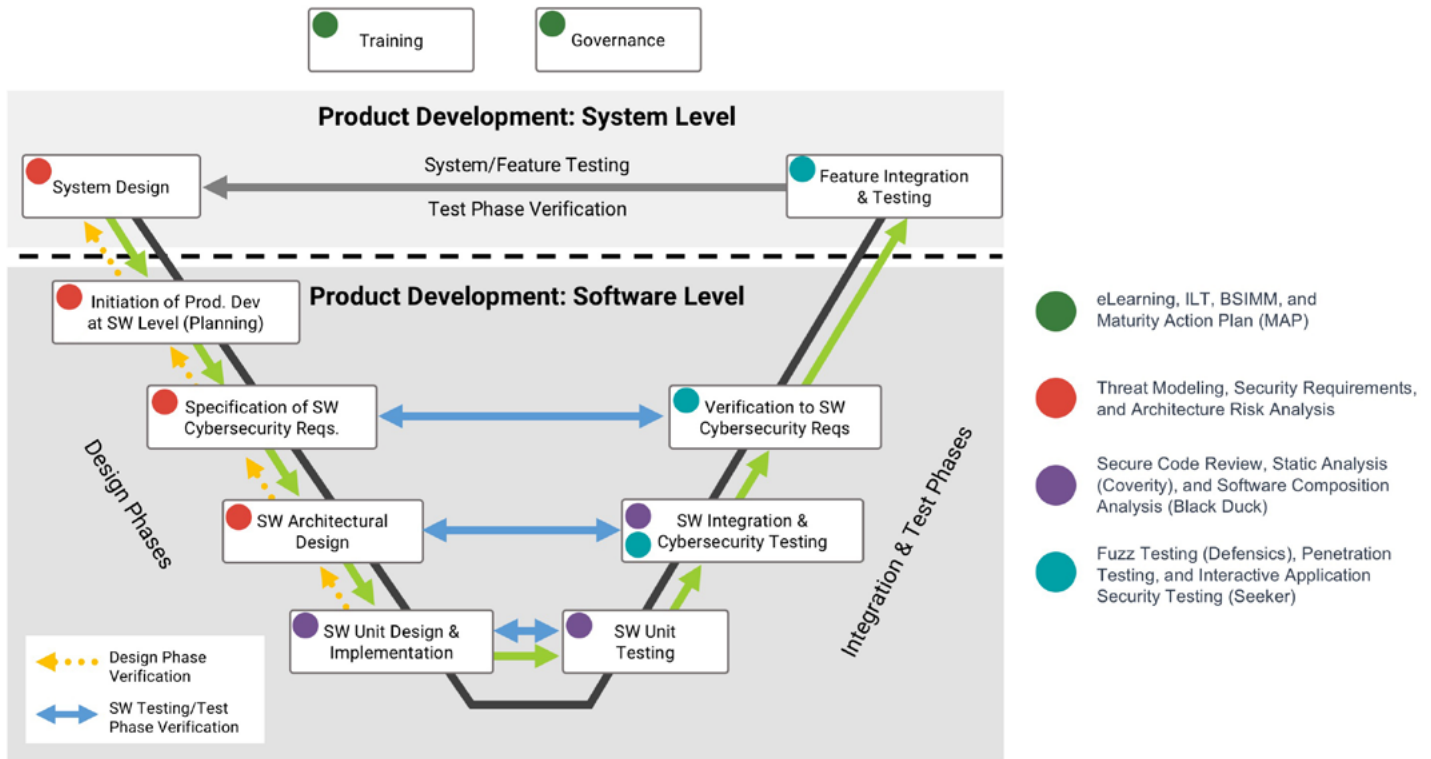 Training
Governance
Product Development: System Level
System/Feature Testing
System Design
Feature Integration
& Testing
Test Phase Verification
Initiation of Prod. Dev
at SW Level (Planning)
Product Development: Software Level
Specification of SW
Cybersecurity Reqs.
Verification to SW
Cybersecurity Reqs
Design Phases
SW Architectural
Design
SW Integration &
Cybersecurity Testing
Integration & Test Phases
SW Unit Design &
Implementation
SW Unit
Testing
Design Phase
Verification
SW Testing/Test
Phase Verification
eLearning, ILT, BSIMM, and
Maturity Action Plan (MAP)
Threat Modeling, Security Requirements,
and Architecture Risk Analysis
Secure Code Review, Static Analysis
(Coverity), and Software Composition
Analysis (Black Duck)
Fuzz Testing (Defensics), Penetration
Testing, and Interactive Application
Security Testing (Seeker)